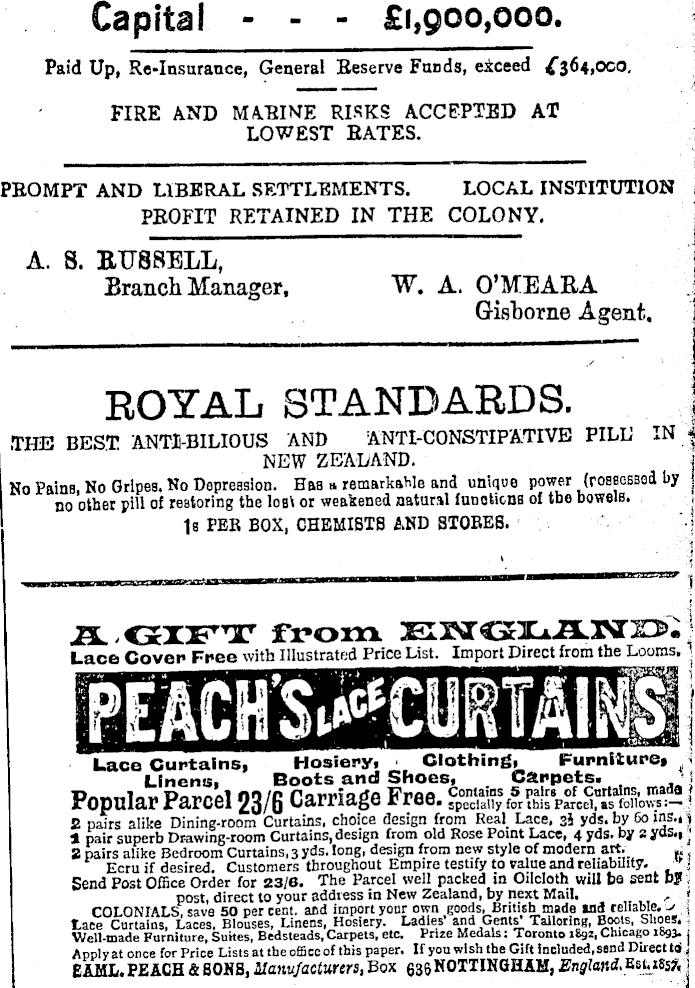 Capital - - - £1,900,000.
Paid Up, Re-Insurance, General Reserve Funds, exceed £364,000.
FIRE AND MARINE RISKS ACCEPTED AT
LOWEST RATES.
PROMPT AND LIBERAL SETTLEMENTS. LOCAL INSTITUTION
PROFIT RETAINED IN THE COLONY.
A. S. RUSSELL,
Branch Manager,
W. A. O'MEARA
Gisborne Agent.
ROYAL STANDARDS.
THE BEST ANTI-BILIOUS AND ANTI-CONSTIPATIVE PILL IN
NEW ZEALAND.
No Pains, No Gripes, No Depression. Has a remarkable and unique power (possessed by
no other pill of restoring the lost or weakened natural functions of the bowels.
1s PER BOX, CHEMISTS AND STORES.
A GIFT from ENGLAND.
Lace Cover Free with Illustrated Price List. Import Direct from the Looms.
PEACH'S LACE CURTAINS
Lace Curtains, Hosiery, Clothing, Furniture,
Linens, Boots and Shoes, Carpets.
Popular Parcel 23/6 Carriage Free. Contains 5 pairs of Curtains, made
specially for this Parcel, as follows:—
2 pairs alike Dining-room Curtains, choice design from Real Lace, 3½ yds. by 60 ins.,
1 pair superb Drawing-room Curtains, design from old Rose Point Lace, 4 yds. by 2 yds.,
2 pairs alike Bedroom Curtains, 3 yds. long, design from new style of modern art.
Ecru if desired. Customers throughout Empire testify to value and reliability.
Send Post Office Order for 23/6. The Parcel well packed in Oilcloth will be sent by
post, direct to your address in New Zealand, by next Mail.
COLONIALS, save 50 per cent. and import your own goods, British made and reliable.
Lace Curtains, Laces, Blouses, Linens, Hosiery. Ladies' and Gents' Tailoring, Boots, Shoes.
Well-made Furniture, Suites, Bedsteads, Carpets, etc. Prize Medals: Toronto 1892, Chicago 1893.
Apply at once for Price Lists at the office of this paper. If you wish the Gift included, send Direct to
SAML. PEACH & SONS, Manufacturers, Box 636 NOTTINGHAM, England. Est. 1857.